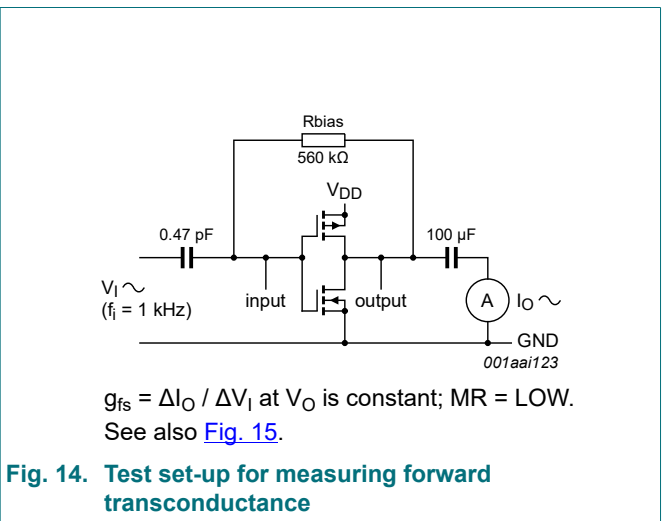 Rbias
560 kΩ
VDD
0.47 pF
100 µF
VI
(fi = 1 kHz)
input
output
A
IO
GND
001aai123
gfs = ΔIO / ΔVI at VO is constant; MR = LOW.
See also Fig. 15.
Fig. 14. Test set-up for measuring forward
transconductance